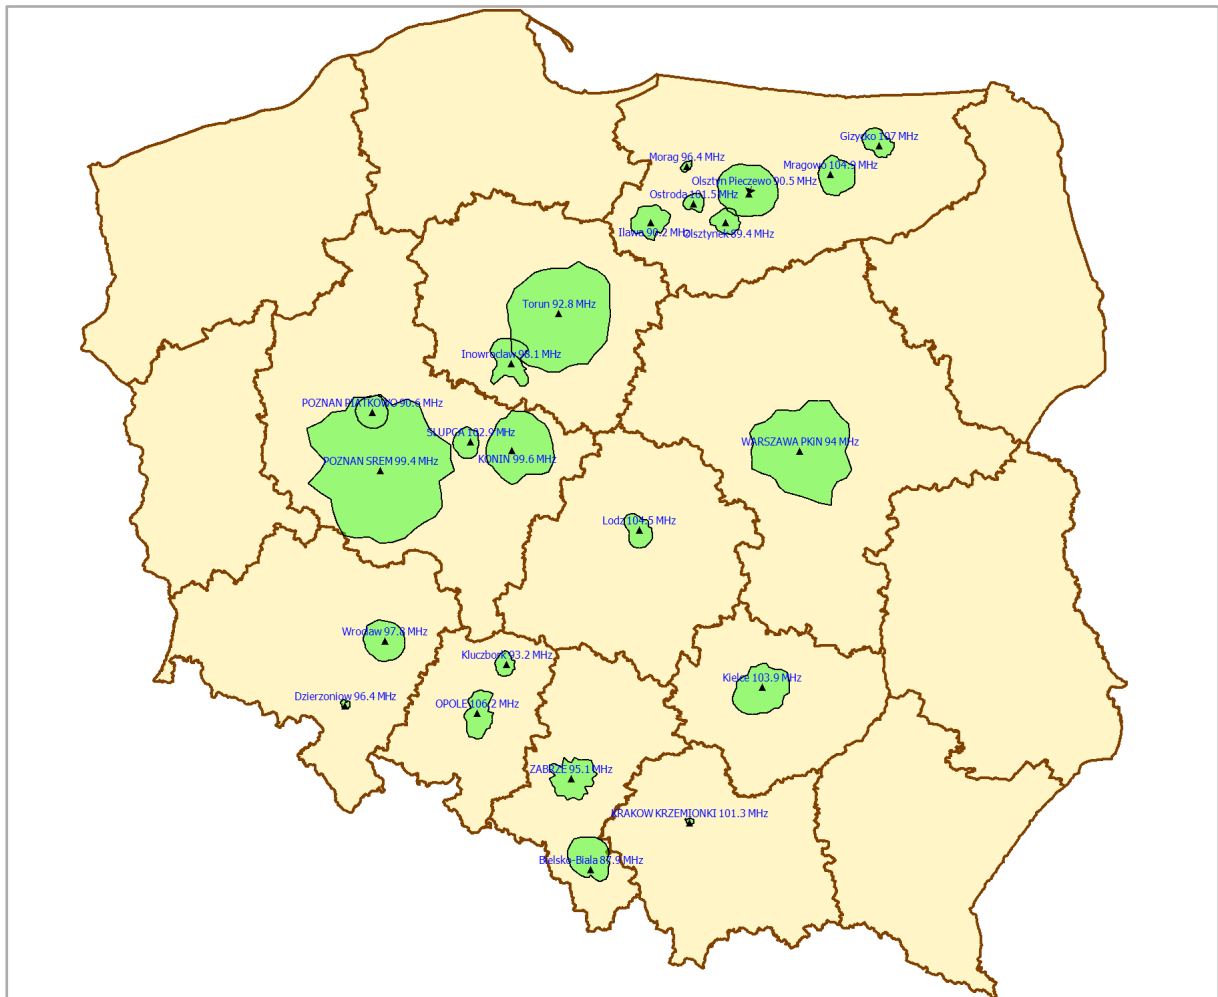 Gizycko 107 MHz
Morag 96.4 MHz
Mragowo 104.9 MHz
Olsztyn Pieczewo 90.5 MHz
Ostroda 101.5 MHz
Ilawa 90.2 MHz
Olsztynek 89.4 MHz
Torun 92.8 MHz
Inowroclaw 98.1 MHz
POZNAN PIATKOWO 90.6 MHz
SLUPCA 102.9 MHz
WARSZAWA PKiN 94 MHz
POZNAN SREM 99.4 MHz
KONIN 99.6 MHz
Lodz 104.5 MHz
Wroclaw 97.8 MHz
Kluczbork 93.2 MHz
Kielce 103.9 MHz
Dzierzoniow 96.4 MHz
OPOLE 106.2 MHz
ZABRZE 95.1 MHz
KRAKOW KRZEMIONKI 101.3 MHz
Bielsko-Biala 87.9 MHz